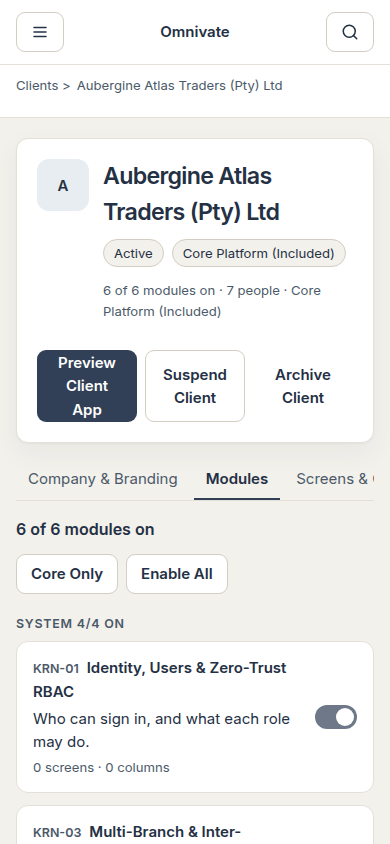 Omnivate
Clients > Aubergine Atlas Traders (Pty) Ltd
A
Aubergine Atlas
Traders (Pty) Ltd
Active
Core Platform (Included)
6 of 6 modules on · 7 people · Core
Platform (Included)
Preview
Client
App
Suspend
Client
Archive
Client
Company & Branding
Modules
Screens &
6 of 6 modules on
Core Only
Enable All
SYSTEM 4/4 ON
KRN-01 Identity, Users & Zero-Trust
RBAC
Who can sign in, and what each role
may do.
0 screens · 0 columns
KRN-03 Multi-Branch & Inter-